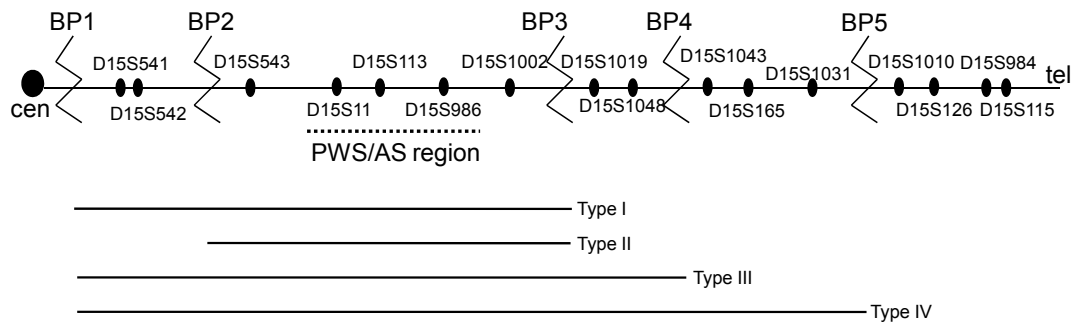 BP1 BP2 BP3 BP4 BP5
D15S541 D15S543 D15S113 D15S1002 D15S1019 D15S1043 D15S1031 D15S1010 D15S984 tel
cen D15S542 D15S11 D15S986 D15S1048 D15S165 D15S126 D15S115
PWS/AS region
Type I
Type II
Type III
Type IV